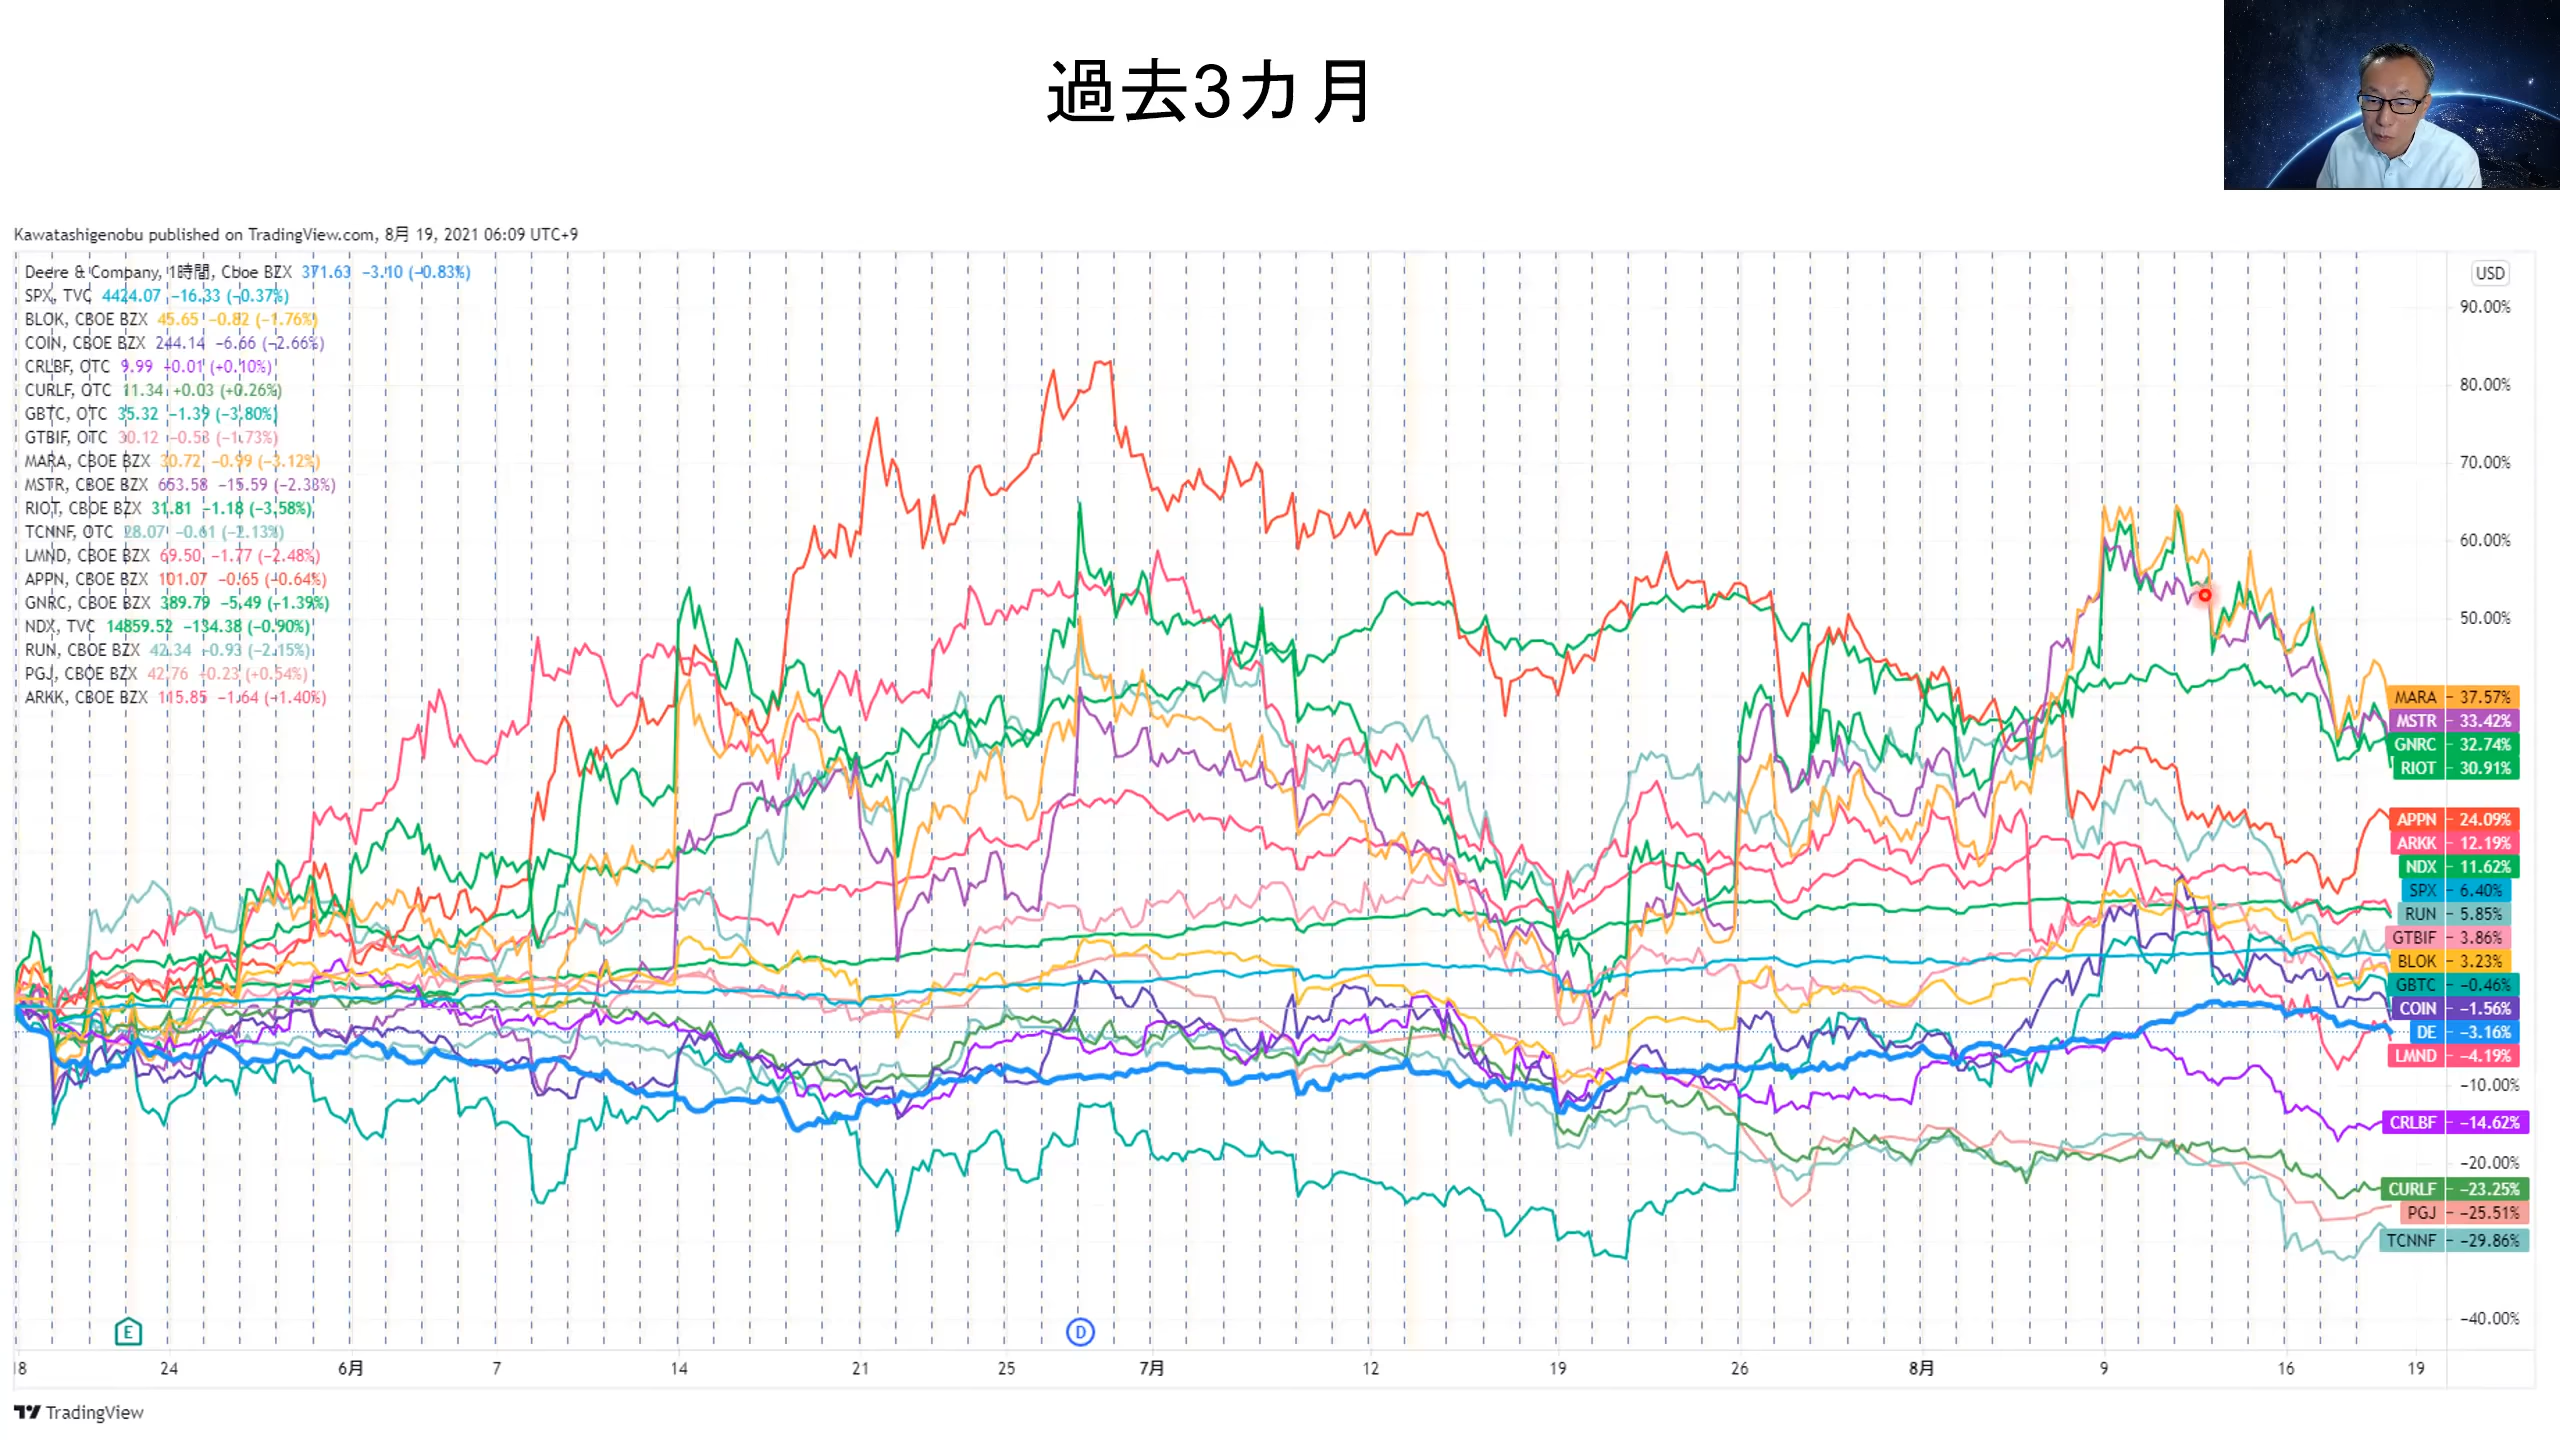 過去3カ月
Kawatashigenobu published on TradingView.com, 8月 19, 2021 06:09 UTC+9
Deere & Company, 1時間, Cboe BZX 371.63 −3.10 (−0.83%)
SPX, TVC 4424.07 −16.33 (−0.37%)
BLOK, CBOE BZX 45.65 −0.82 (−1.76%)
COIN, CBOE BZX 244.14 −6.66 (−2.66%)
CRLBF, OTC 9.99 +0.01 (+0.10%)
CURLF, OTC 11.34 +0.03 (+0.26%)
GBTC, OTC 35.32 −1.39 (−3.80%)
GTBIF, OTC 30.12 −0.53 (−1.73%)
MARA, CBOE BZX 30.72 −0.99 (−3.12%)
MSTR, CBOE BZX 653.58 −15.59 (−2.33%)
RIOT, CBOE BZX 31.81 −1.18 (−3.58%)
TCNNF, OTC 28.07 −0.61 (−2.13%)
LMND, CBOE BZX 69.50 −1.77 (−2.48%)
APPN, CBOE BZX 101.07 −0.65 (−0.64%)
GNRC, CBOE BZX 389.79 −5.49 (−1.39%)
NDX, TVC 14859.52 −134.38 (−0.90%)
RUN, CBOE BZX 42.34 −0.93 (−2.15%)
PGJ, CBOE BZX 42.76 +0.23 (+0.54%)
ARKK, CBOE BZX 115.85 −1.64 (−1.40%)
USD
90.00%
80.00%
70.00%
60.00%
50.00%
MARA 37.57%
MSTR 33.42%
GNRC 32.74%
RIOT 30.91%
APPN 24.09%
ARKK 12.19%
NDX 11.62%
SPX 6.40%
RUN 5.85%
GTBIF 3.86%
BLOK 3.23%
GBTC −0.46%
COIN −1.56%
DE −3.16%
LMND −4.19%
−10.00%
CRLBF −14.62%
−20.00%
CURLF −23.25%
PGJ −25.51%
TCNNF −29.86%
−40.00%
E D
18 24 6月 7 14 21 25 7月 12 19 26 8月 9 16 19
TradingView